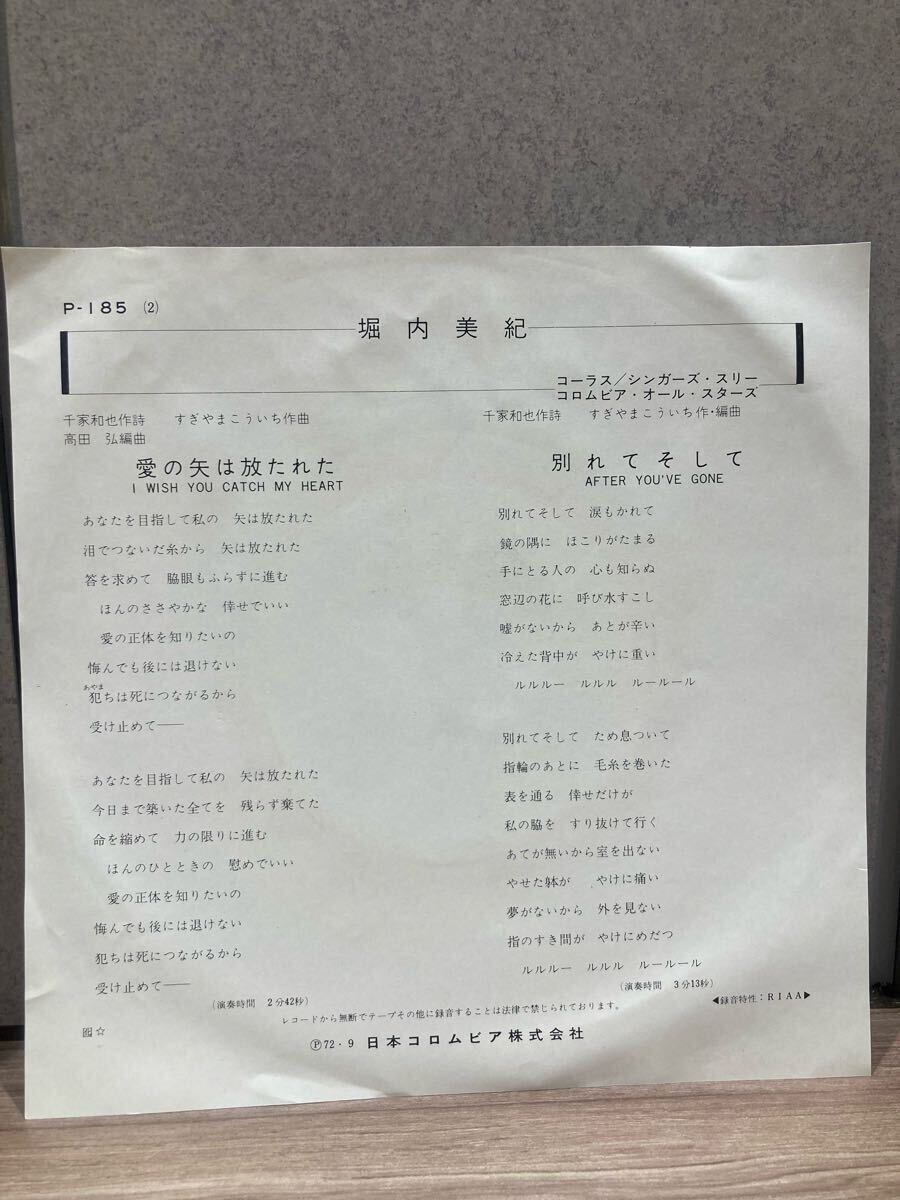 P-185 (2)
堀内美紀
コーラス/シンガーズ・スリー
コロムビア・オール・スターズ
千家和也作詩 すぎやまこういち作曲
高田 弘編曲
愛の矢は放たれた
I WISH YOU CATCH MY HEART
あなたを目指して私の 矢は放たれた
泪でつないだ糸から 矢は放たれた
答を求めて 脇眼もふらずに進む
ほんのささやかな 倖せでいい
愛の正体を知りたいの
悔んでも後には退けない
あやま
犯ちは死につながるから
受け止めて——
あなたを目指して私の 矢は放たれた
今日まで築いた全てを 残らず棄てた
命を縮めて 力の限りに進む
ほんのひとときの 慰めでいい
愛の正体を知りたいの
悔んでも後には退けない
犯ちは死につながるから
受け止めて——
(演奏時間 2分42秒)
千家和也作詩 すぎやまこういち作・編曲
別れてそして
AFTER YOU'VE GONE
別れてそして 涙もかれて
鏡の隅に ほこりがたまる
手にとる人の 心も知らぬ
窓辺の花に 呼び水すこし
嘘がないから あとが辛い
冷えた背中が やけに重い
ルルルー ルルル ルールール
別れてそして ため息ついて
指輪のあとに 毛糸を巻いた
表を通る 倖せだけが
私の脇を すり抜けて行く
あてが無いから室を出ない
やせた躰が やけに痛い
夢がないから 外を見ない
指のすき間が やけにめだつ
ルルルー ルルル ルールール
(演奏時間 3分13秒)
◀録音特性:RIAA▶
レコードから無断でテープその他に録音することは法律で禁じられております。
Ⓟ72・9 日本コロムビア株式会社
☆